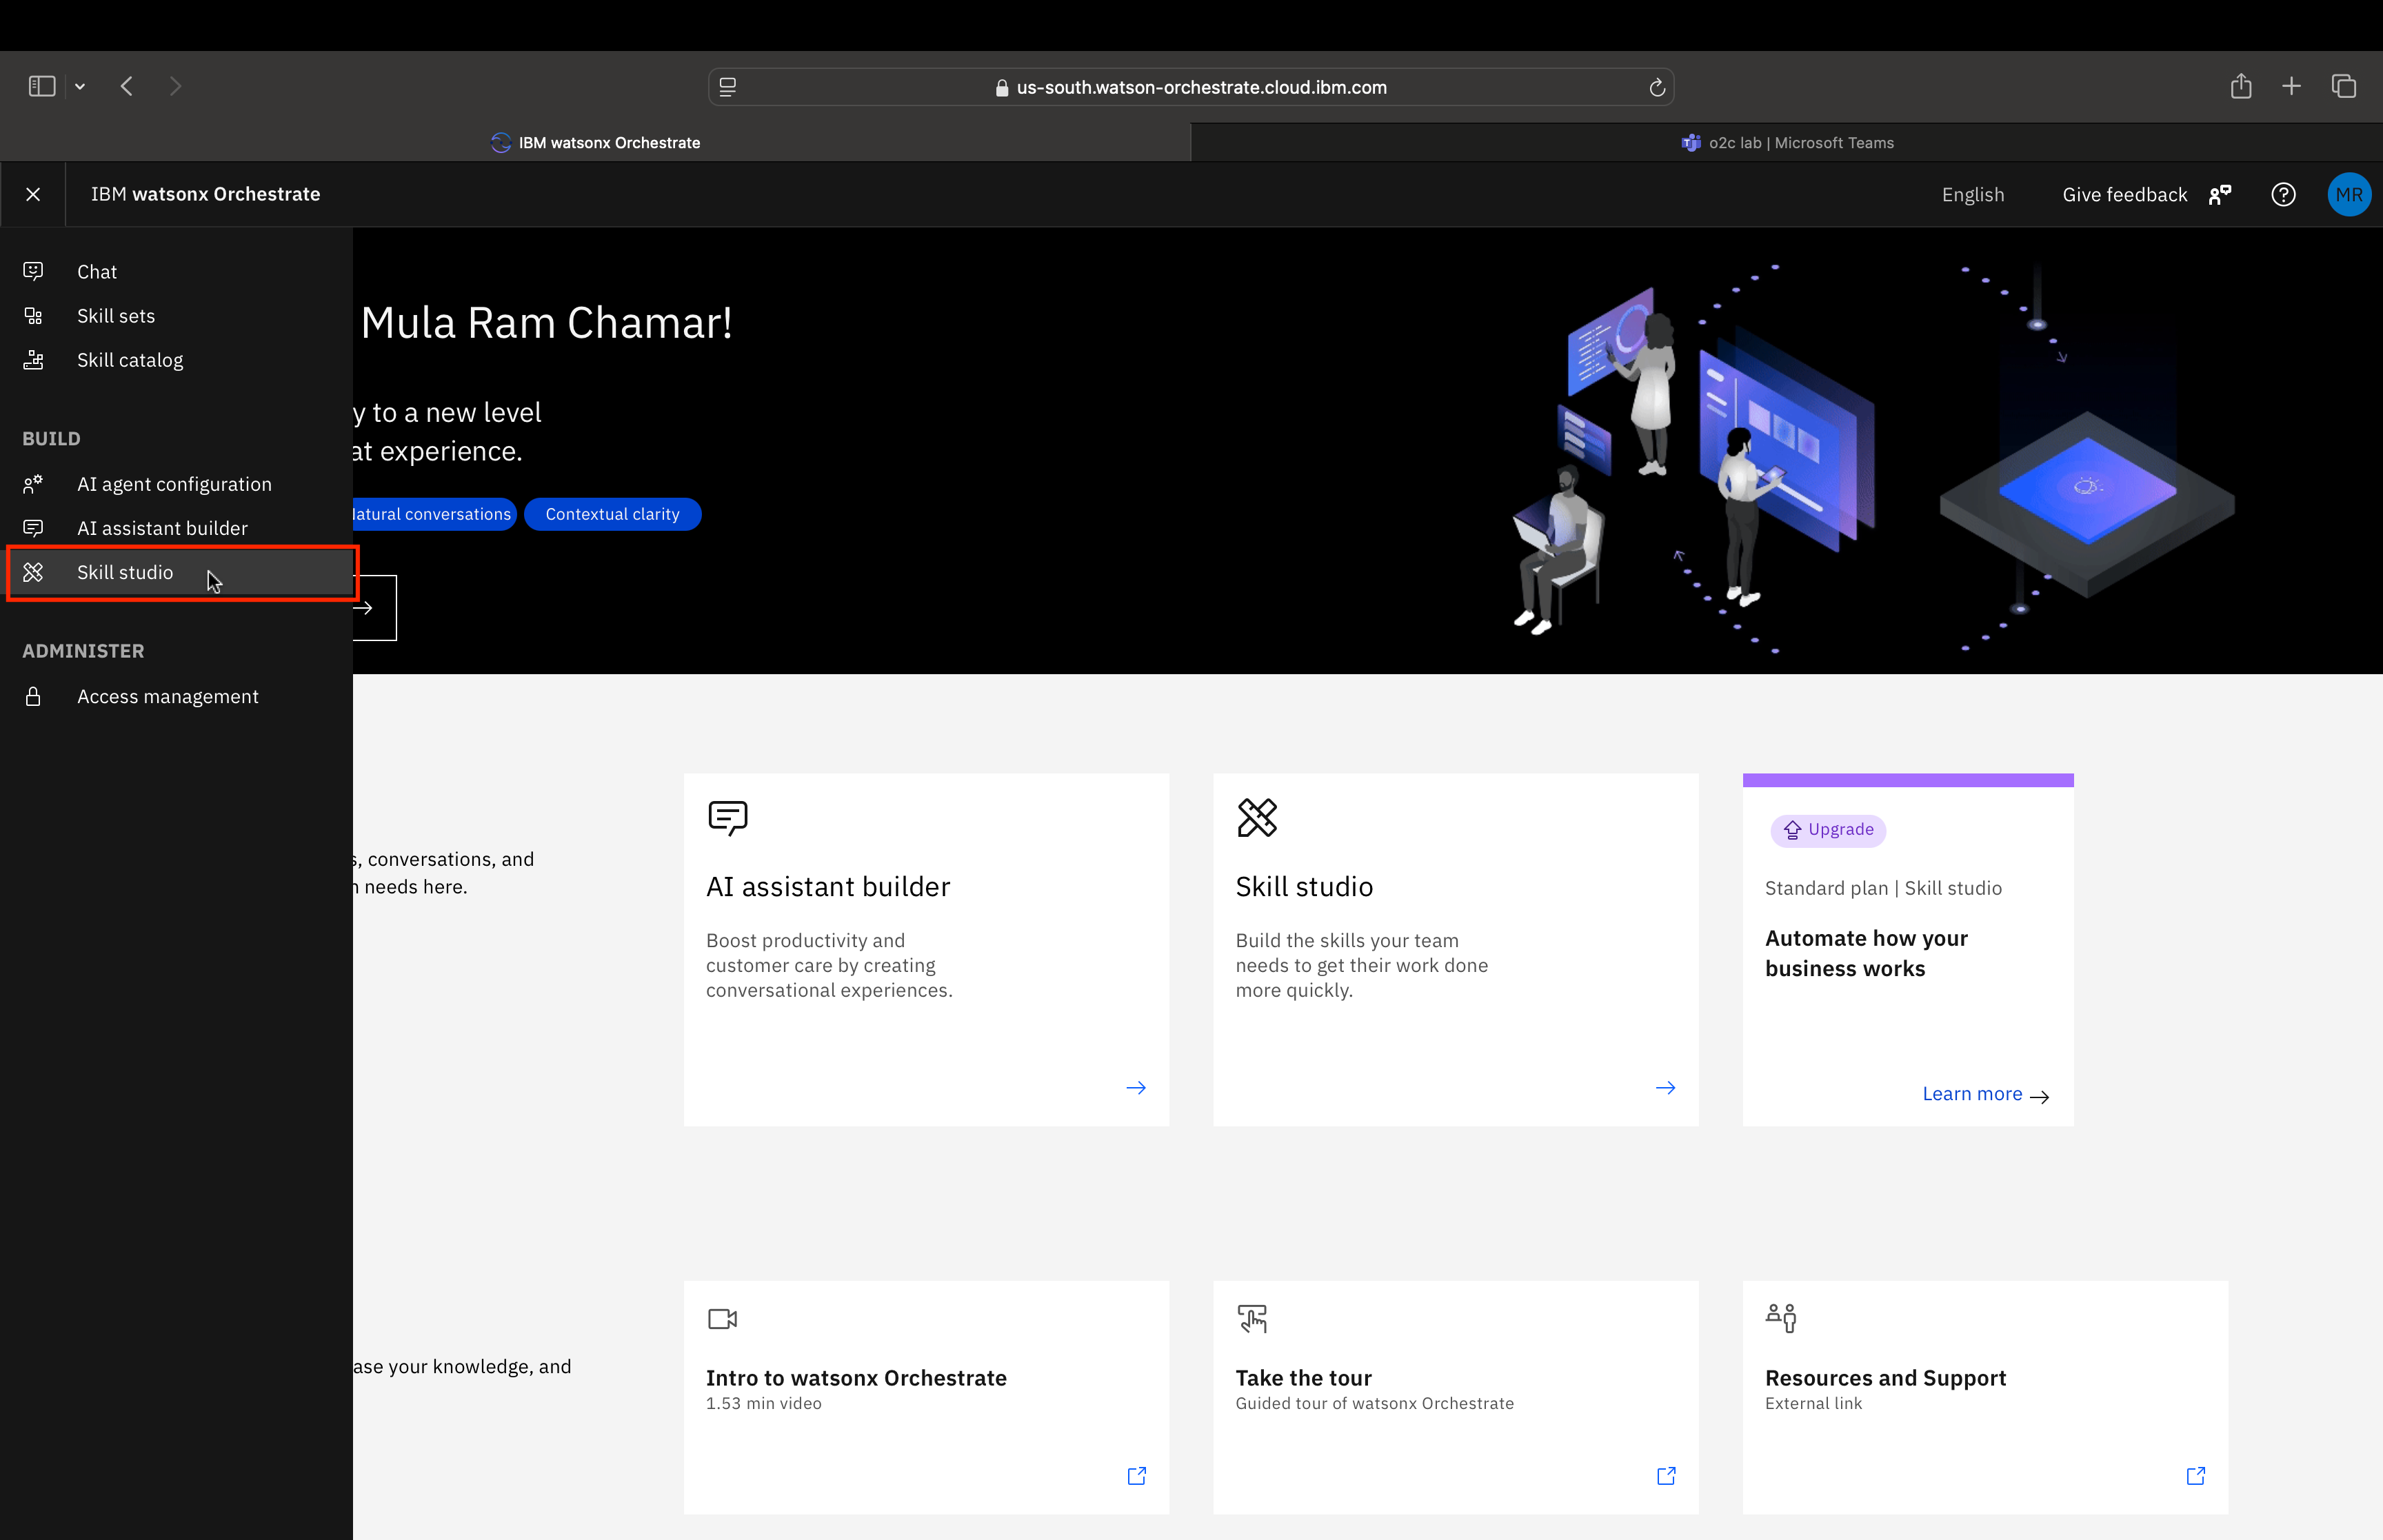 us-south.watson-orchestrate.cloud.ibm.com
IBM watsonx Orchestrate
o2c lab | Microsoft Teams
IBM watsonx Orchestrate
English
Give feedback
MR
Chat
Skill sets
Skill catalog
BUILD
AI agent configuration
AI assistant builder
Skill studio
ADMINISTER
Access management
Mula Ram Chamar!
y to a new level
at experience.
atural conversations
Contextual clarity
s, conversations, and
needs here.
AI assistant builder
Boost productivity and
customer care by creating
conversational experiences.
Skill studio
Build the skills your team
needs to get their work done
more quickly.
Upgrade
Standard plan | Skill studio
Automate how your
business works
Learn more
ase your knowledge, and
Intro to watsonx Orchestrate
1.53 min video
Take the tour
Guided tour of watsonx Orchestrate
Resources and Support
External link